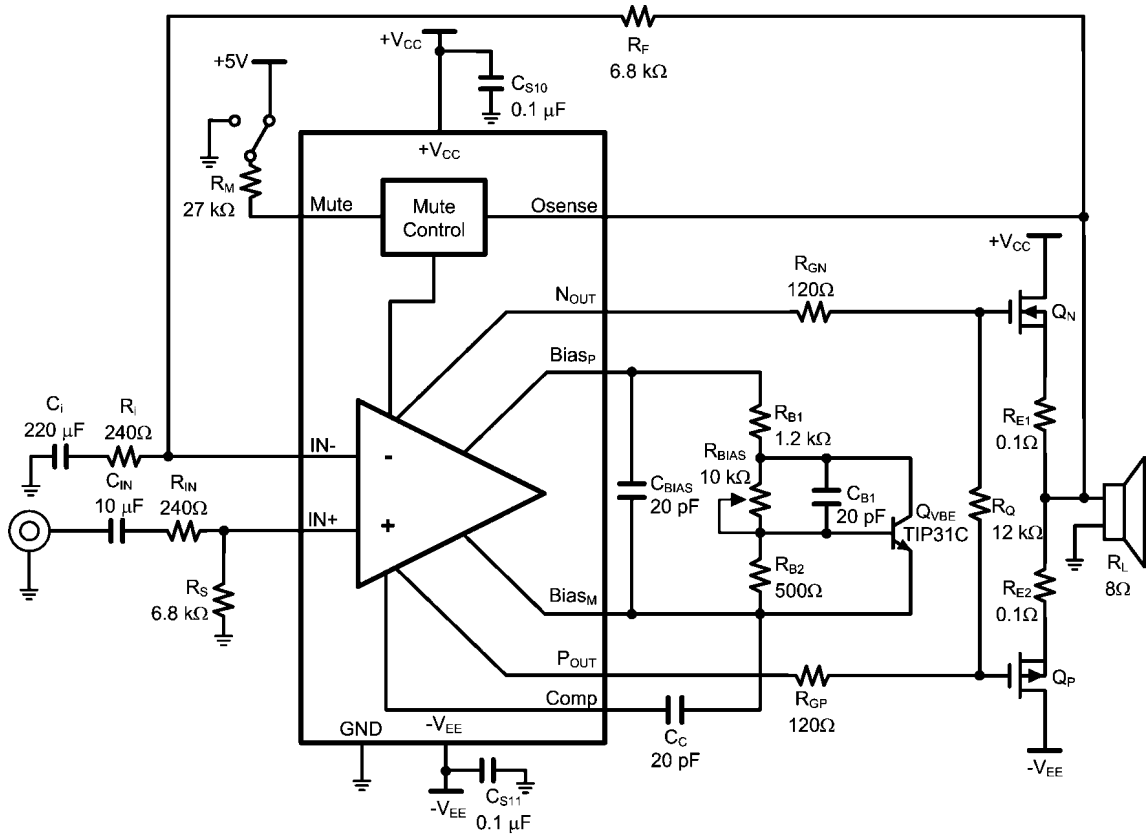 +V_CC
R_F
6.8 kΩ
+5V
C_S10
0.1 µF
+V_CC
R_M
27 kΩ
Mute
Mute
Control
Osense
+V_CC
R_GN
120Ω
N_OUT
Q_N
Bias_P
C_i
220 µF
R_i
240Ω
R_B1
1.2 kΩ
R_E1
0.1Ω
IN-
-
R_BIAS
10 kΩ
C_IN
10 µF
R_IN
240Ω
C_BIAS
20 pF
C_B1
20 pF
Q_VBE
TIP31C
R_Q
12 kΩ
IN+
+
R_S
6.8 kΩ
R_B2
500Ω
R_L
8Ω
R_E2
0.1Ω
Bias_M
P_OUT
Q_P
Comp
R_GP
120Ω
GND
-V_EE
C_C
20 pF
-V_EE
-V_EE
C_S11
0.1 µF